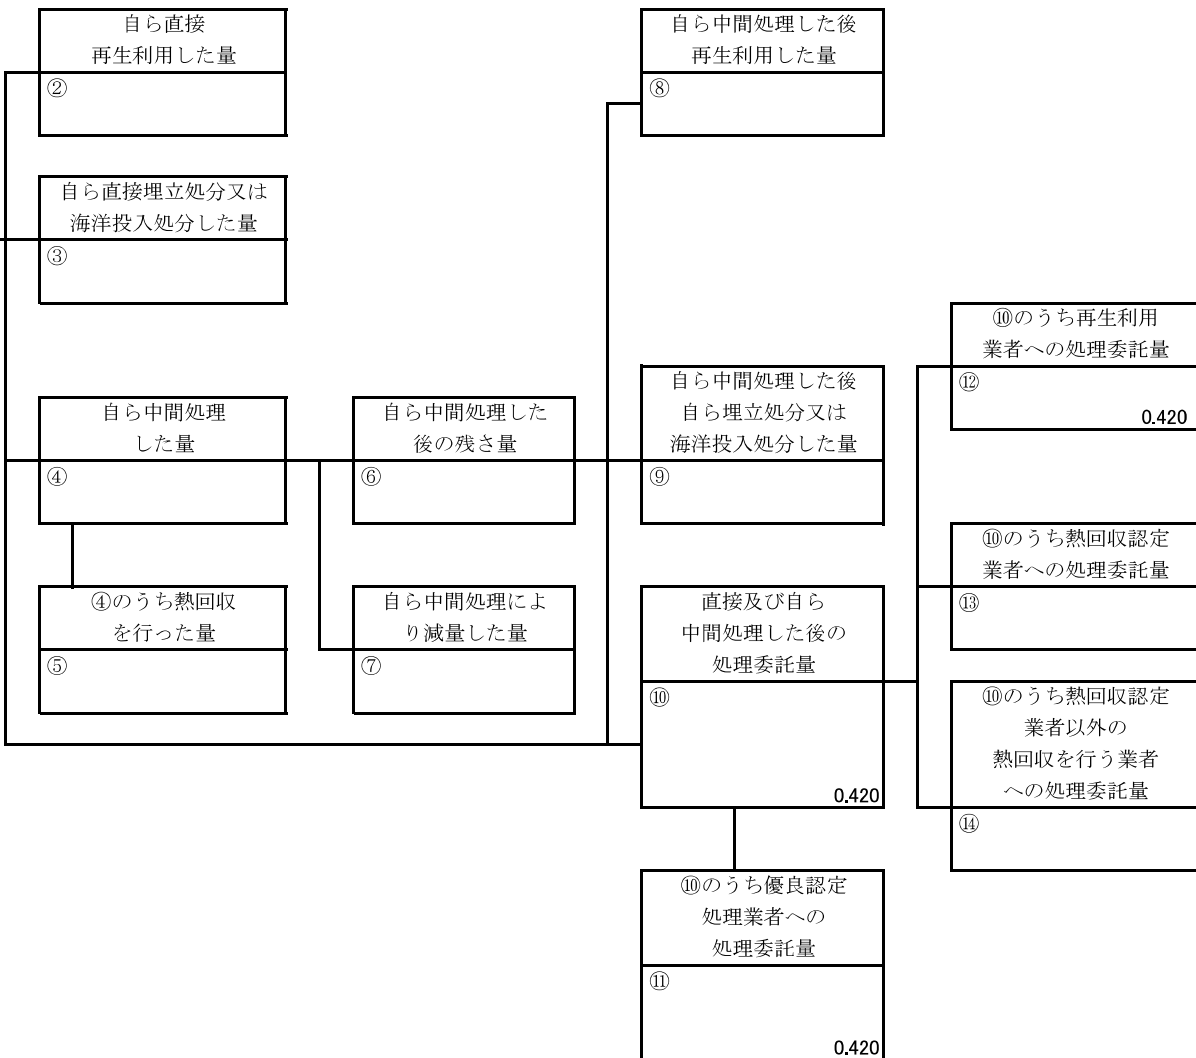 自ら直接
再生利用した量
②
自ら中間処理した後
再生利用した量
⑧
自ら直接埋立処分又は
海洋投入処分した量
③
⑩のうち再生利用
業者への処理委託量
⑫
0.420
自ら中間処理
した量
④
自ら中間処理した
後の残さ量
⑥
自ら中間処理した後
自ら埋立処分又は
海洋投入処分した量
⑨
⑩のうち熱回収認定
業者への処理委託量
⑬
④のうち熱回収
を行った量
⑤
自ら中間処理によ
り減量した量
⑦
直接及び自ら
中間処理した後の
処理委託量
⑩
0.420
⑩のうち熱回収認定
業者以外の
熱回収を行う業者
への処理委託量
⑭
⑩のうち優良認定
処理業者への
処理委託量
⑪
0.420